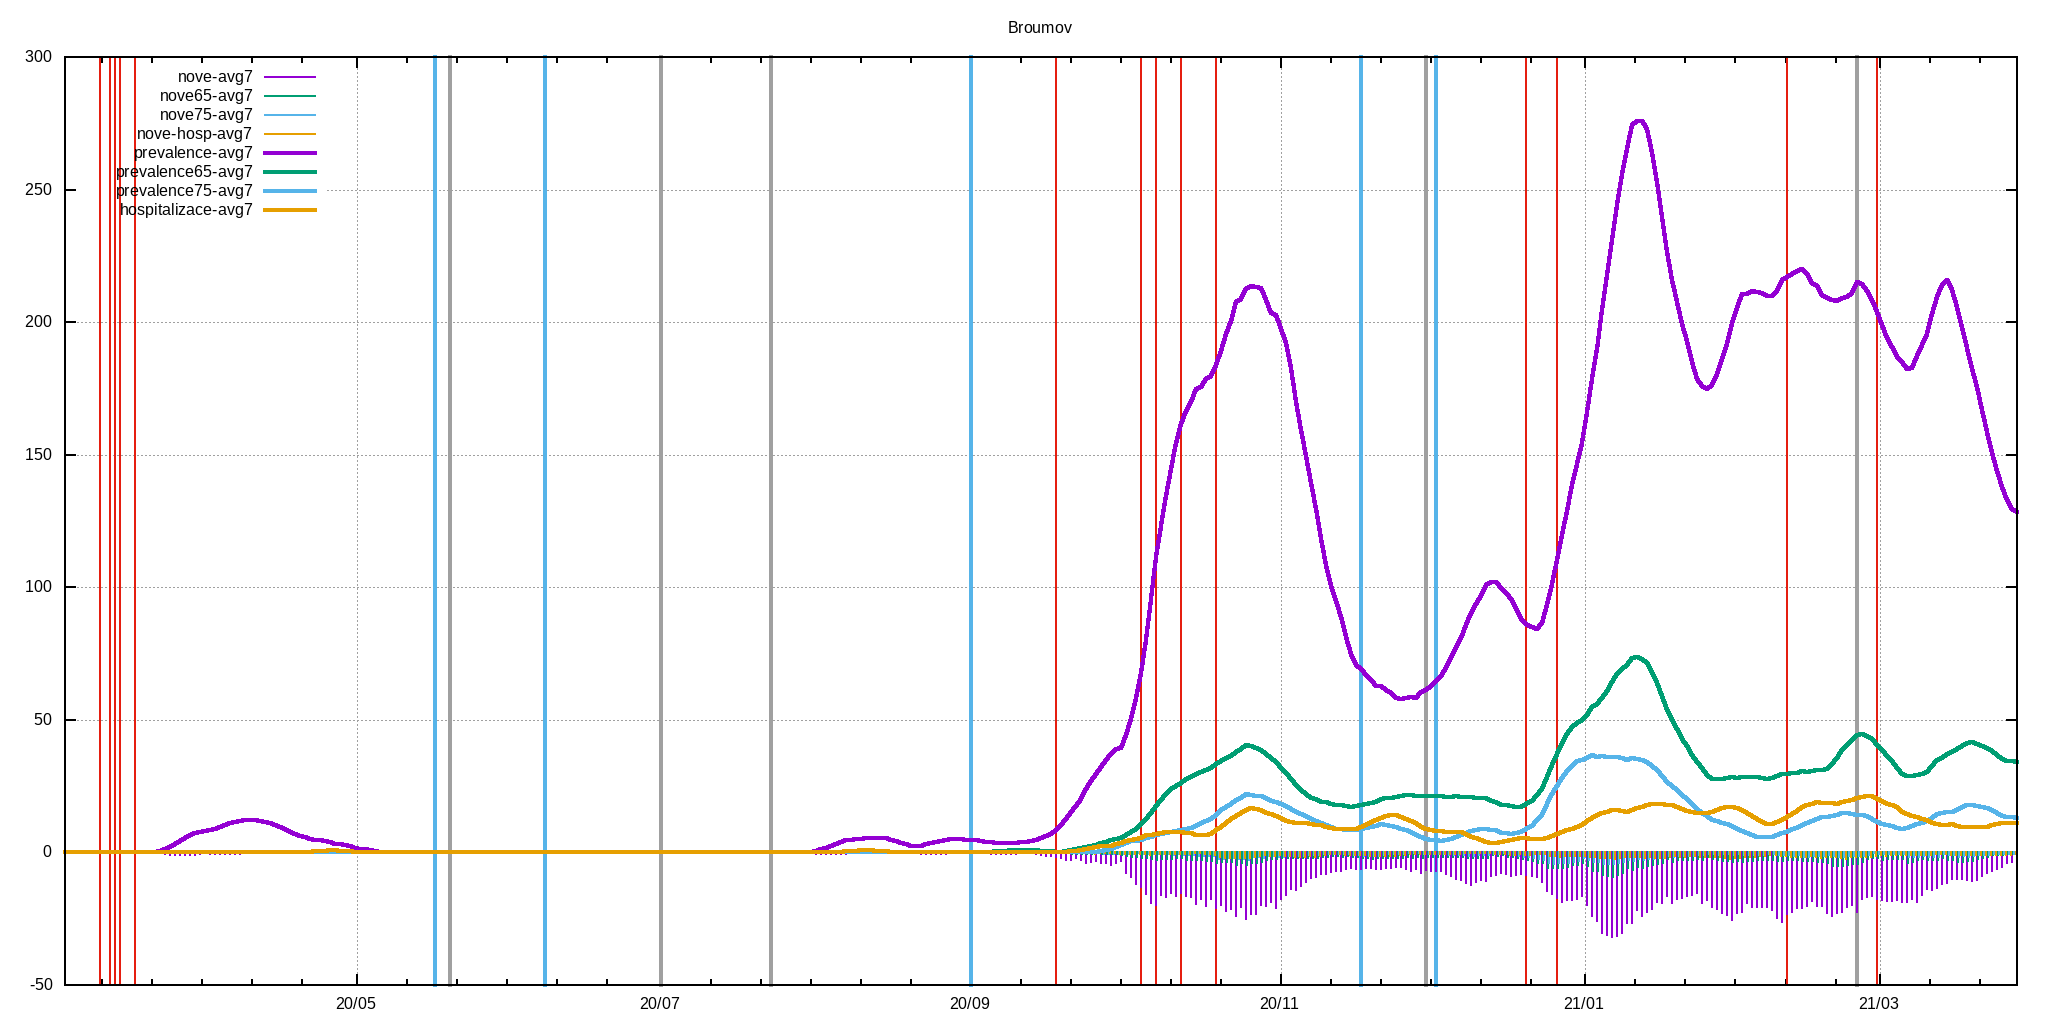 Broumov
300
250
200
150
100
50
0
-50
nove-avg7
nove65-avg7
nove75-avg7
nove-hosp-avg7
prevalence-avg7
prevalence65-avg7
prevalence75-avg7
hospitalizace-avg7
20/05
20/07
20/09
20/11
21/01
21/03